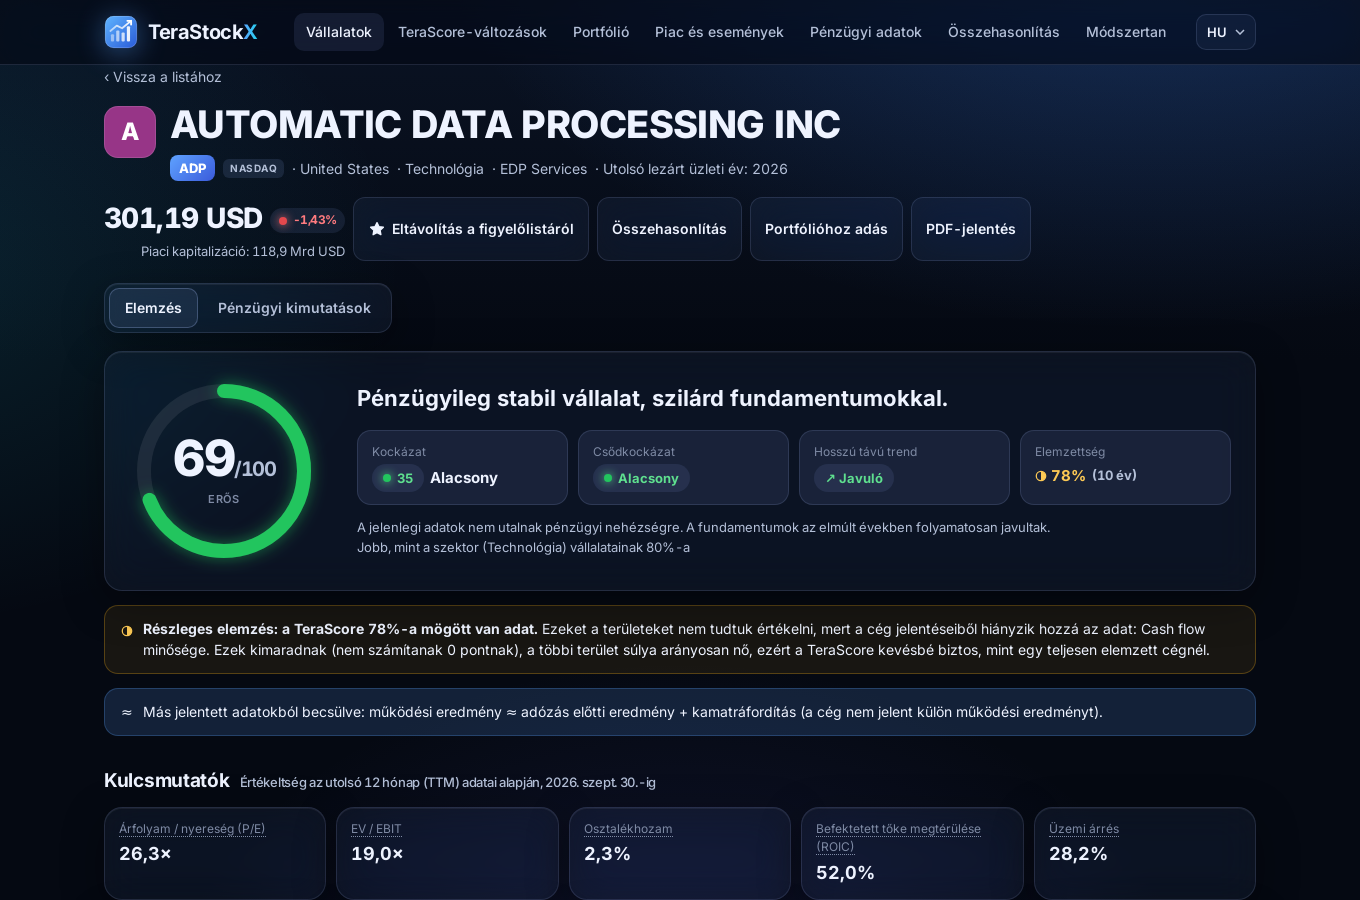 TeraStockX
Vállalatok
TeraScore-változások
Portfólió
Piac és események
Pénzügyi adatok
Összehasonlítás
Módszertan
HU
‹ Vissza a listához
A
AUTOMATIC DATA PROCESSING INC
ADP NASDAQ · United States · Technológia · EDP Services · Utolsó lezárt üzleti év: 2026
301,19 USD -1,43%
Piaci kapitalizáció: 118,9 Mrd USD
Eltávolítás a figyelőlistáról
Összehasonlítás
Portfólióhoz adás
PDF-jelentés
Elemzés
Pénzügyi kimutatások
69/100
ERŐS
Pénzügyileg stabil vállalat, szilárd fundamentumokkal.
Kockázat
35 Alacsony
Csődkockázat
Alacsony
Hosszú távú trend
↗ Javuló
Elemzettség
◑ 78% (10 év)
A jelenlegi adatok nem utalnak pénzügyi nehézségre. A fundamentumok az elmúlt években folyamatosan javultak.
Jobb, mint a szektor (Technológia) vállalatainak 80%-a
◑ Részleges elemzés: a TeraScore 78%-a mögött van adat. Ezeket a területeket nem tudtuk értékelni, mert a cég jelentéseiből hiányzik hozzá az adat: Cash flow
minősége. Ezek kimaradnak (nem számítanak 0 pontnak), a többi terület súlya arányosan nő, ezért a TeraScore kevésbé biztos, mint egy teljesen elemzett cégnél.
≈ Más jelentett adatokból becsülve: működési eredmény ≈ adózás előtti eredmény + kamatráfordítás (a cég nem jelent külön működési eredményt).
Kulcsmutatók Értékeltség az utolsó 12 hónap (TTM) adatai alapján, 2026. szept. 30.-ig
Árfolyam / nyereség (P/E)
26,3×
EV / EBIT
19,0×
Osztalékhozam
2,3%
Befektetett tőke megtérülése
(ROIC)
52,0%
Üzemi árrés
28,2%